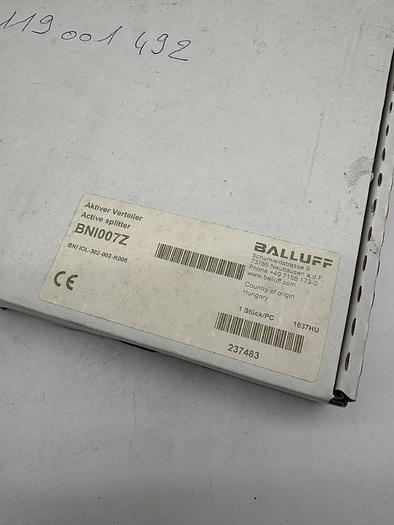 119 001 492
Aktiver Verteiler
Active splitter
BNI007Z
BNI IOL-302-002-K006
CE
BALLUFF
Schurwaldstrasse 9
73765 Neuhausen a.d.F.
Phone +49 7158 173-0
www.balluff.com
Country of origin
Hungary
1 Stück/PC
1637HU
237483